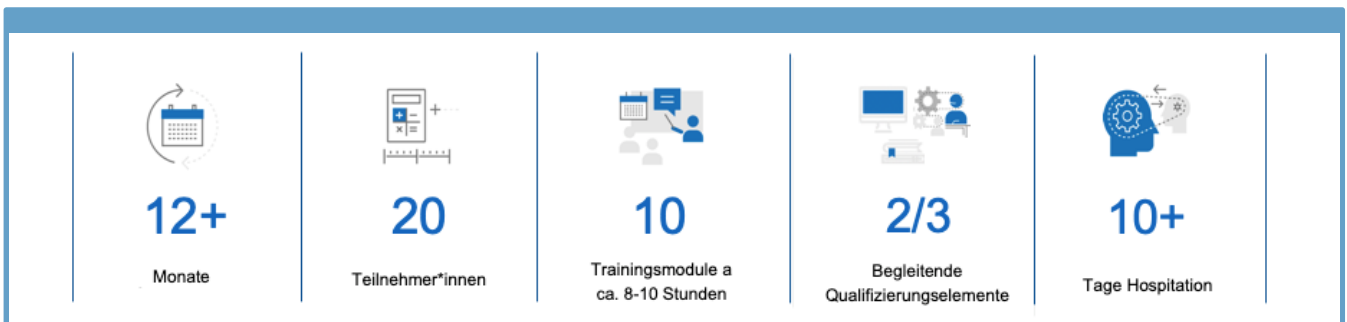 12+
Monate
20
Teilnehmer*innen
10
Trainingsmodule a
ca. 8-10 Stunden
2/3
Begleitende
Qualifizierungselemente
10+
Tage Hospitation